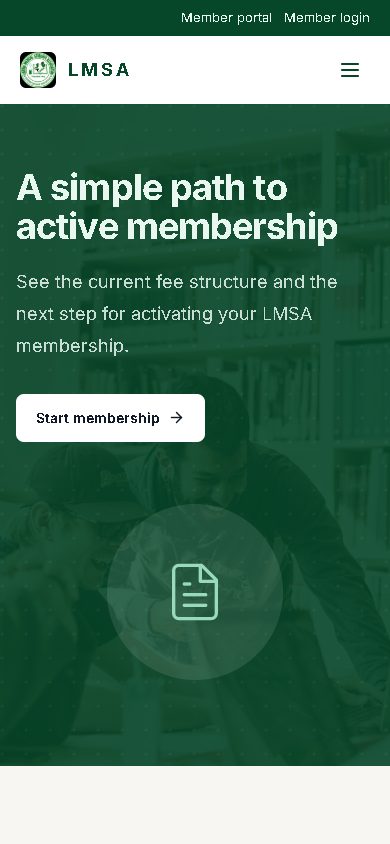 Member portal Member login
LMSA
A simple path to
active membership
See the current fee structure and the
next step for activating your LMSA
membership.
Start membership